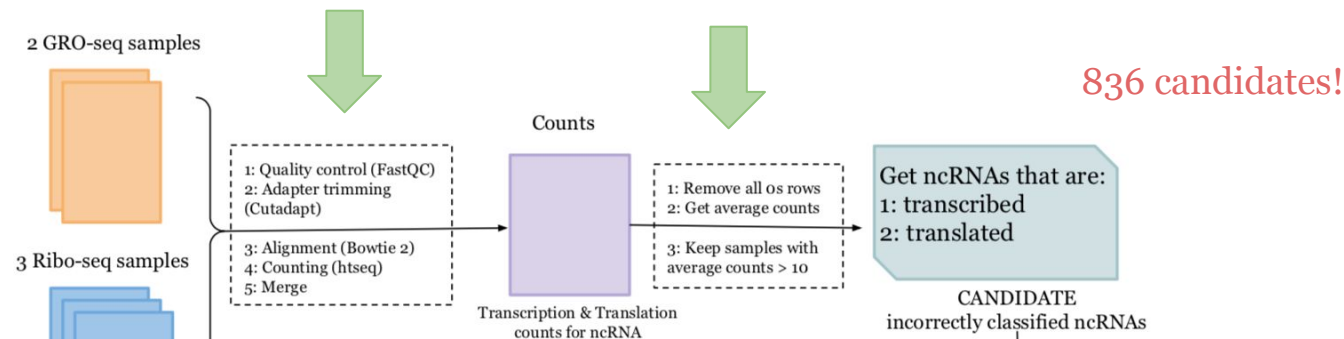 2 GRO-seq samples
3 Ribo-seq samples
1: Quality control (FastQC)
2: Adapter trimming
(Cutadapt)
3: Alignment (Bowtie 2)
4: Counting (htseq)
5: Merge
Counts
Transcription & Translation
counts for ncRNA
1: Remove all 0s rows
2: Get average counts
3: Keep samples with
average counts > 10
836 candidates!
Get ncRNAs that are:
1: transcribed
2: translated
CANDIDATE
incorrectly classified ncRNAs